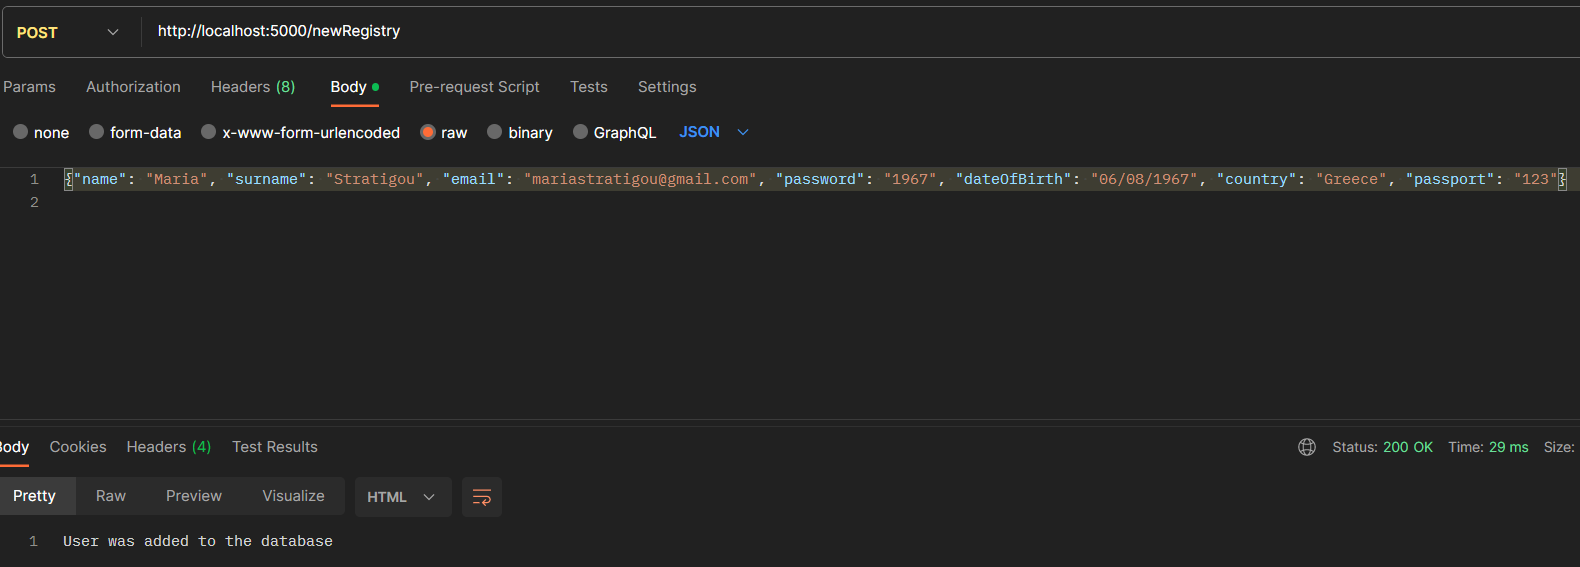 POST http://localhost:5000/newRegistry
Params Authorization Headers (8) Body Pre-request Script Tests Settings
none form-data x-www-form-urlencoded raw binary GraphQL JSON
1 {"name": "Maria", "surname": "Stratigou", "email": "mariastratigou@gmail.com", "password": "1967", "dateOfBirth": "06/08/1967", "country": "Greece", "passport": "123"}
2
Body Cookies Headers (4) Test Results Status: 200 OK Time: 29 ms Size:
Pretty Raw Preview Visualize HTML
1 User was added to the database